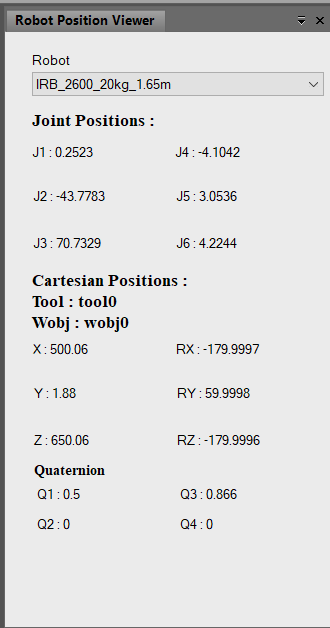 Robot Position Viewer
Robot
IRB_2600_20kg_1.65m
Joint Positions :
J1 : 0.2523 J4 : -4.1042
J2 : -43.7783 J5 : 3.0536
J3 : 70.7329 J6 : 4.2244
Cartesian Positions :
Tool : tool0
Wobj : wobj0
X : 500.06 RX : -179.9997
Y : 1.88 RY : 59.9998
Z : 650.06 RZ : -179.9996
Quaternion
Q1 : 0.5 Q3 : 0.866
Q2 : 0 Q4 : 0